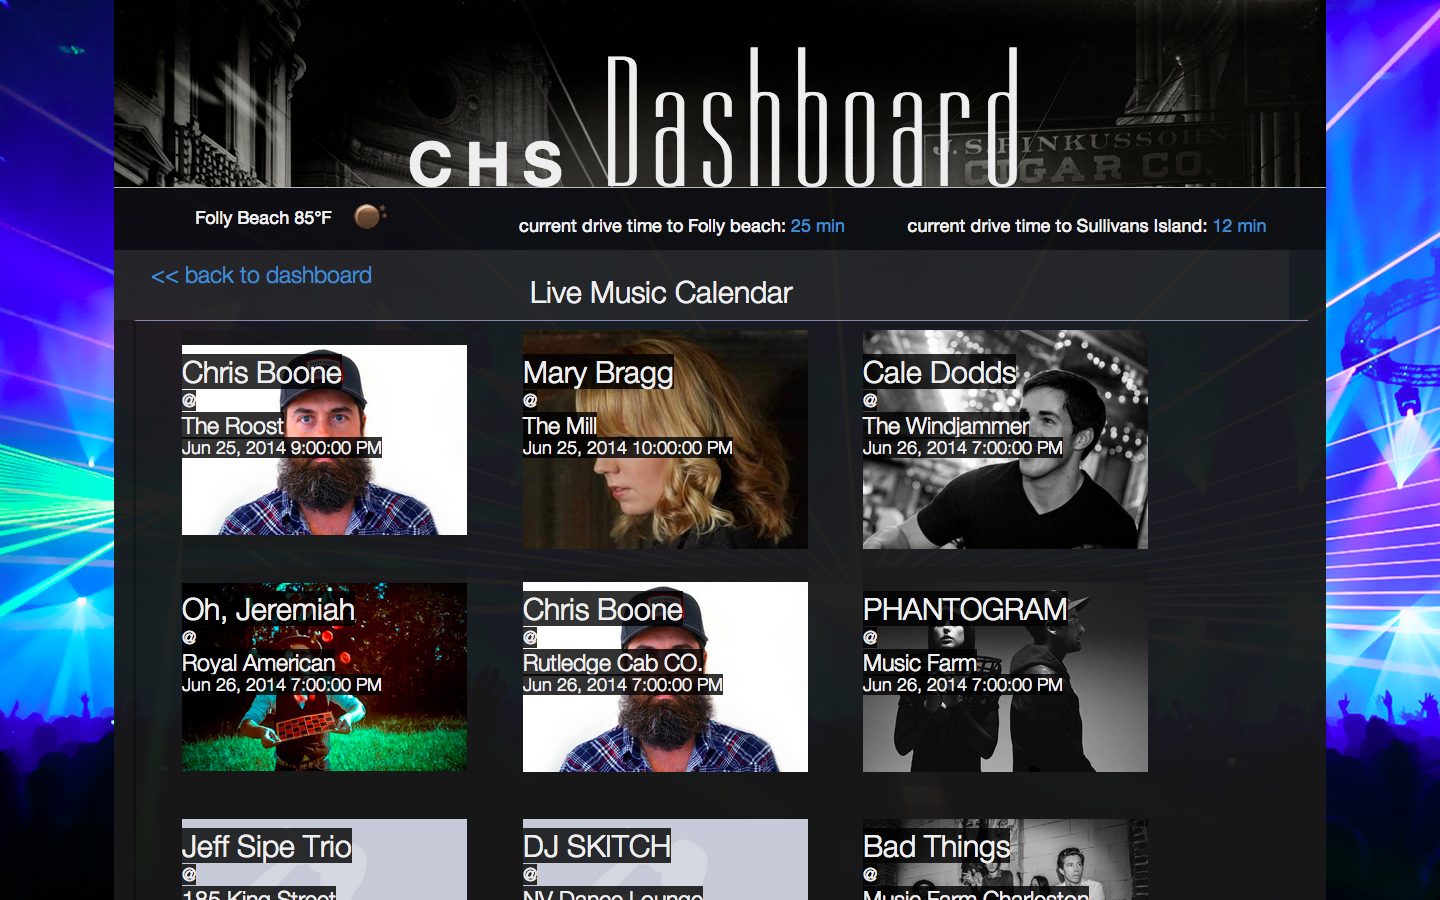 CHS Dashboard
J.S. PINKUSSOHN
CIGAR CO.
Folly Beach 85°F
current drive time to Folly beach: 25 min
current drive time to Sullivans Island: 12 min
<< back to dashboard
Live Music Calendar
Chris Boone
@
The Roost
Jun 25, 2014 9:00:00 PM
Mary Bragg
@
The Mill
Jun 25, 2014 10:00:00 PM
Cale Dodds
@
The Windjammer
Jun 26, 2014 7:00:00 PM
Oh, Jeremiah
@
Royal American
Jun 26, 2014 7:00:00 PM
Chris Boone
@
Rutledge Cab CO.
Jun 26, 2014 7:00:00 PM
PHANTOGRAM
@
Music Farm
Jun 26, 2014 7:00:00 PM
Jeff Sipe Trio
@
185 King Street
DJ SKITCH
@
NV Dance Lounge
Bad Things
@
Music Farm Charleston